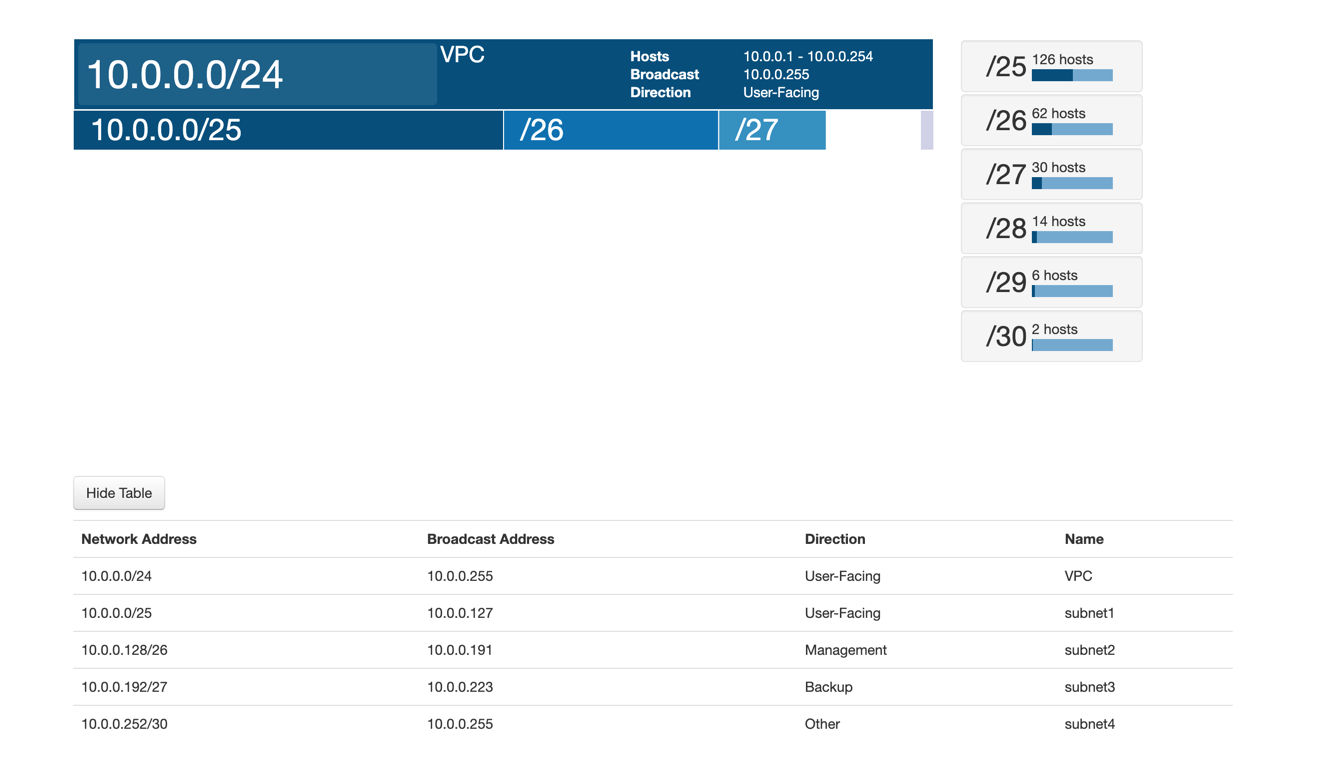 10.0.0.0/24
VPC
Hosts 10.0.0.1 - 10.0.0.254
Broadcast 10.0.0.255
Direction User-Facing
10.0.0.0/25 /26 /27
/25 126 hosts
/26 62 hosts
/27 30 hosts
/28 14 hosts
/29 6 hosts
/30 2 hosts
Hide Table
Network Address Broadcast Address Direction Name
10.0.0.0/24 10.0.0.255 User-Facing VPC
10.0.0.0/25 10.0.0.127 User-Facing subnet1
10.0.0.128/26 10.0.0.191 Management subnet2
10.0.0.192/27 10.0.0.223 Backup subnet3
10.0.0.252/30 10.0.0.255 Other subnet4